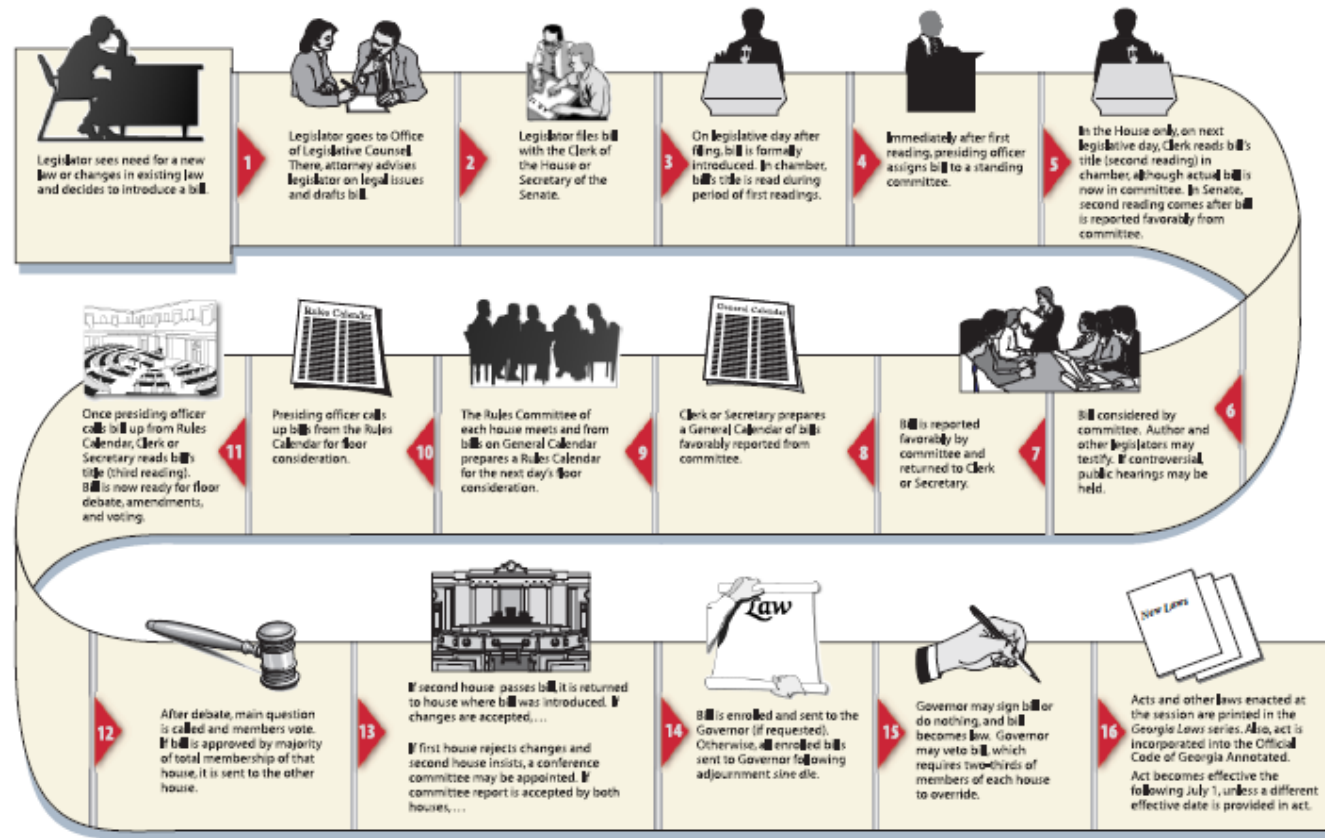 Legislator sees need for a new
law or changes in existing law
and decides to introduce a bill.
1
Legislator goes to Office
of Legislative Counsel.
There, attorney advises
legislator on legal issues
and drafts bill.
2
Legislator files bill
with the Clerk of
the House or
Secretary of the
Senate.
3
On legislative day after
filing, bill is formally
introduced. In chamber,
bill's title is read during
period of first readings.
4
Immediately after first
reading, presiding officer
assigns bill to a standing
committee.
5
In the House only, on next
legislative day, Clerk reads bill's
title (second reading) in
chamber, although actual bill is
now in committee. In Senate,
second reading comes after bill
is reported favorably from
committee.
6
Bill considered by
committee. Author and
other legislators may
testify. If controversial,
public hearings may be
held.
7
Bill is reported
favorably by
committee and
returned to Clerk
or Secretary.
8
General Calendar
Clerk or Secretary prepares
a General Calendar of bills
favorably reported from
committee.
9
The Rules Committee of
each house meets and from
bills on General Calendar
prepares a Rules Calendar
for the next day's floor
consideration.
10
Rules Calendar
Presiding officer calls
up bills from the Rules
Calendar for floor
consideration.
11
Once presiding officer
calls bill up from Rules
Calendar, Clerk or
Secretary reads bill's
title (third reading).
Bill is now ready for floor
debate, amendments,
and voting.
12
After debate, main question
is called and members vote.
If bill is approved by majority
of total membership of that
house, it is sent to the other
house.
13
If second house passes bill, it is returned
to house where bill was introduced. If
changes are accepted,...
If first house rejects changes and
second house insists, a conference
committee may be appointed. If
committee report is accepted by both
houses,...
14
Law
Bill is enrolled and sent to the
Governor (if requested).
Otherwise, all enrolled bills
sent to Governor following
adjournment sine die.
15
Governor may sign bill or
do nothing, and bill
becomes law. Governor
may veto bill, which
requires two-thirds of
members of each house
to override.
16
New Laws
Acts and other laws enacted at
the session are printed in the
Georgia Laws series. Also, act is
incorporated into the Official
Code of Georgia Annotated.
Act becomes effective the
following July 1, unless a different
effective date is provided in act.